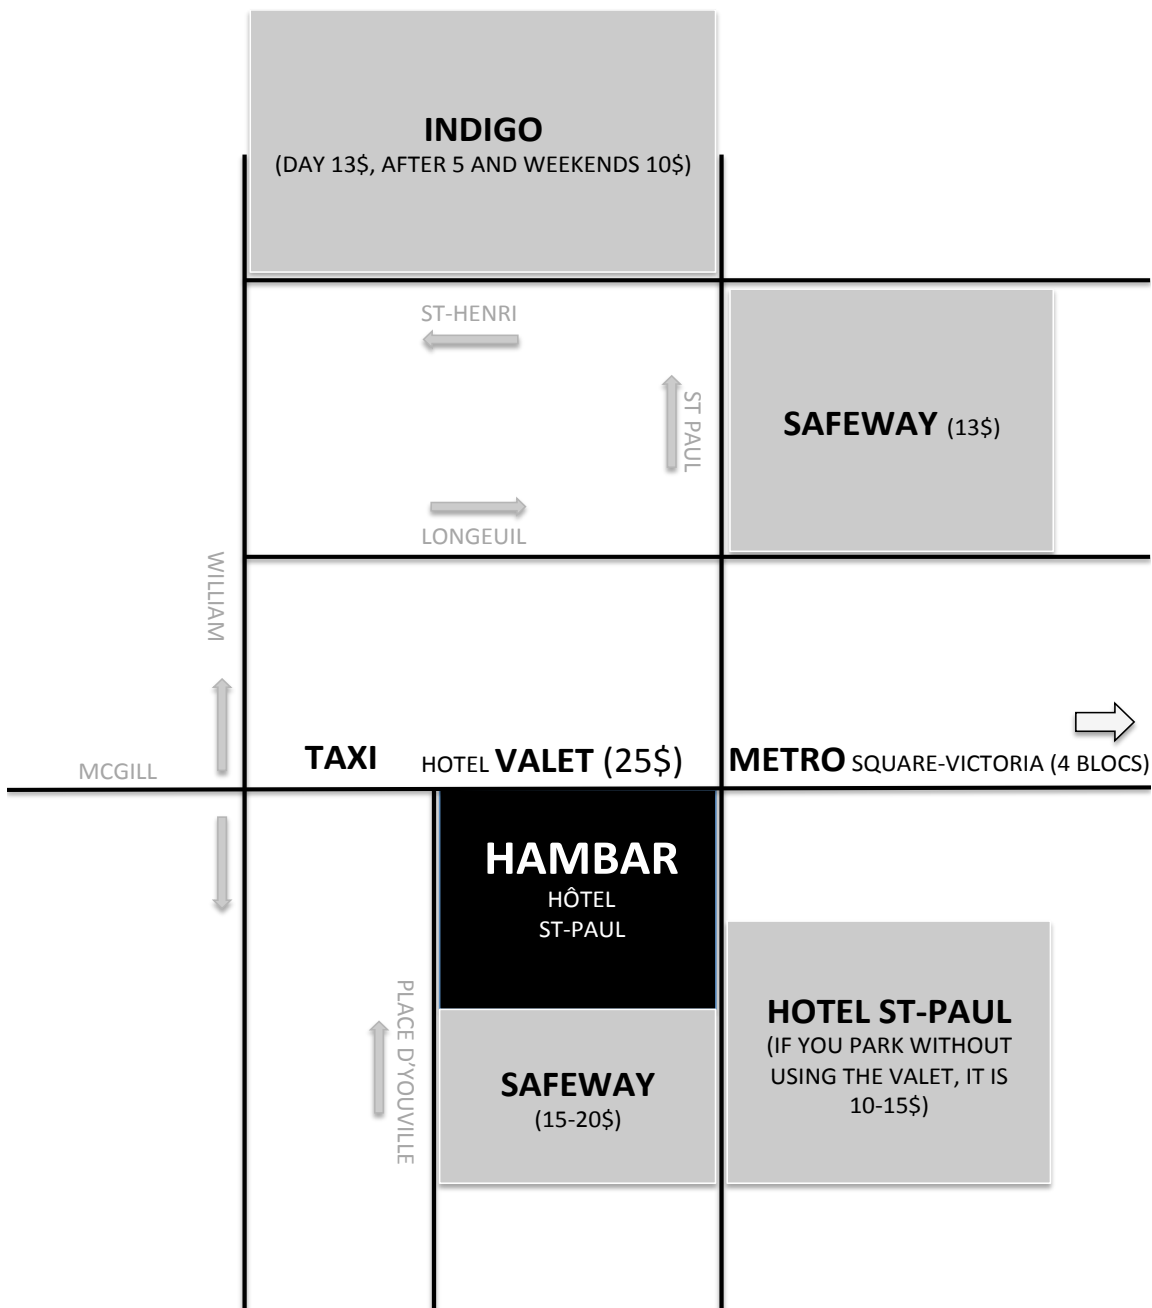 INDIGO
(DAY 13$, AFTER 5 AND WEEKENDS 10$)
ST-HENRI
ST PAUL
SAFEWAY (13$)
LONGEUIL
WILLIAM
MCGILL
TAXI
HOTEL VALET (25$)
METRO SQUARE-VICTORIA (4 BLOCS)
HAMBAR
HÔTEL
ST-PAUL
PLACE D'YOUVILLE
HOTEL ST-PAUL
(IF YOU PARK WITHOUT
USING THE VALET, IT IS
10-15$)
SAFEWAY
(15-20$)